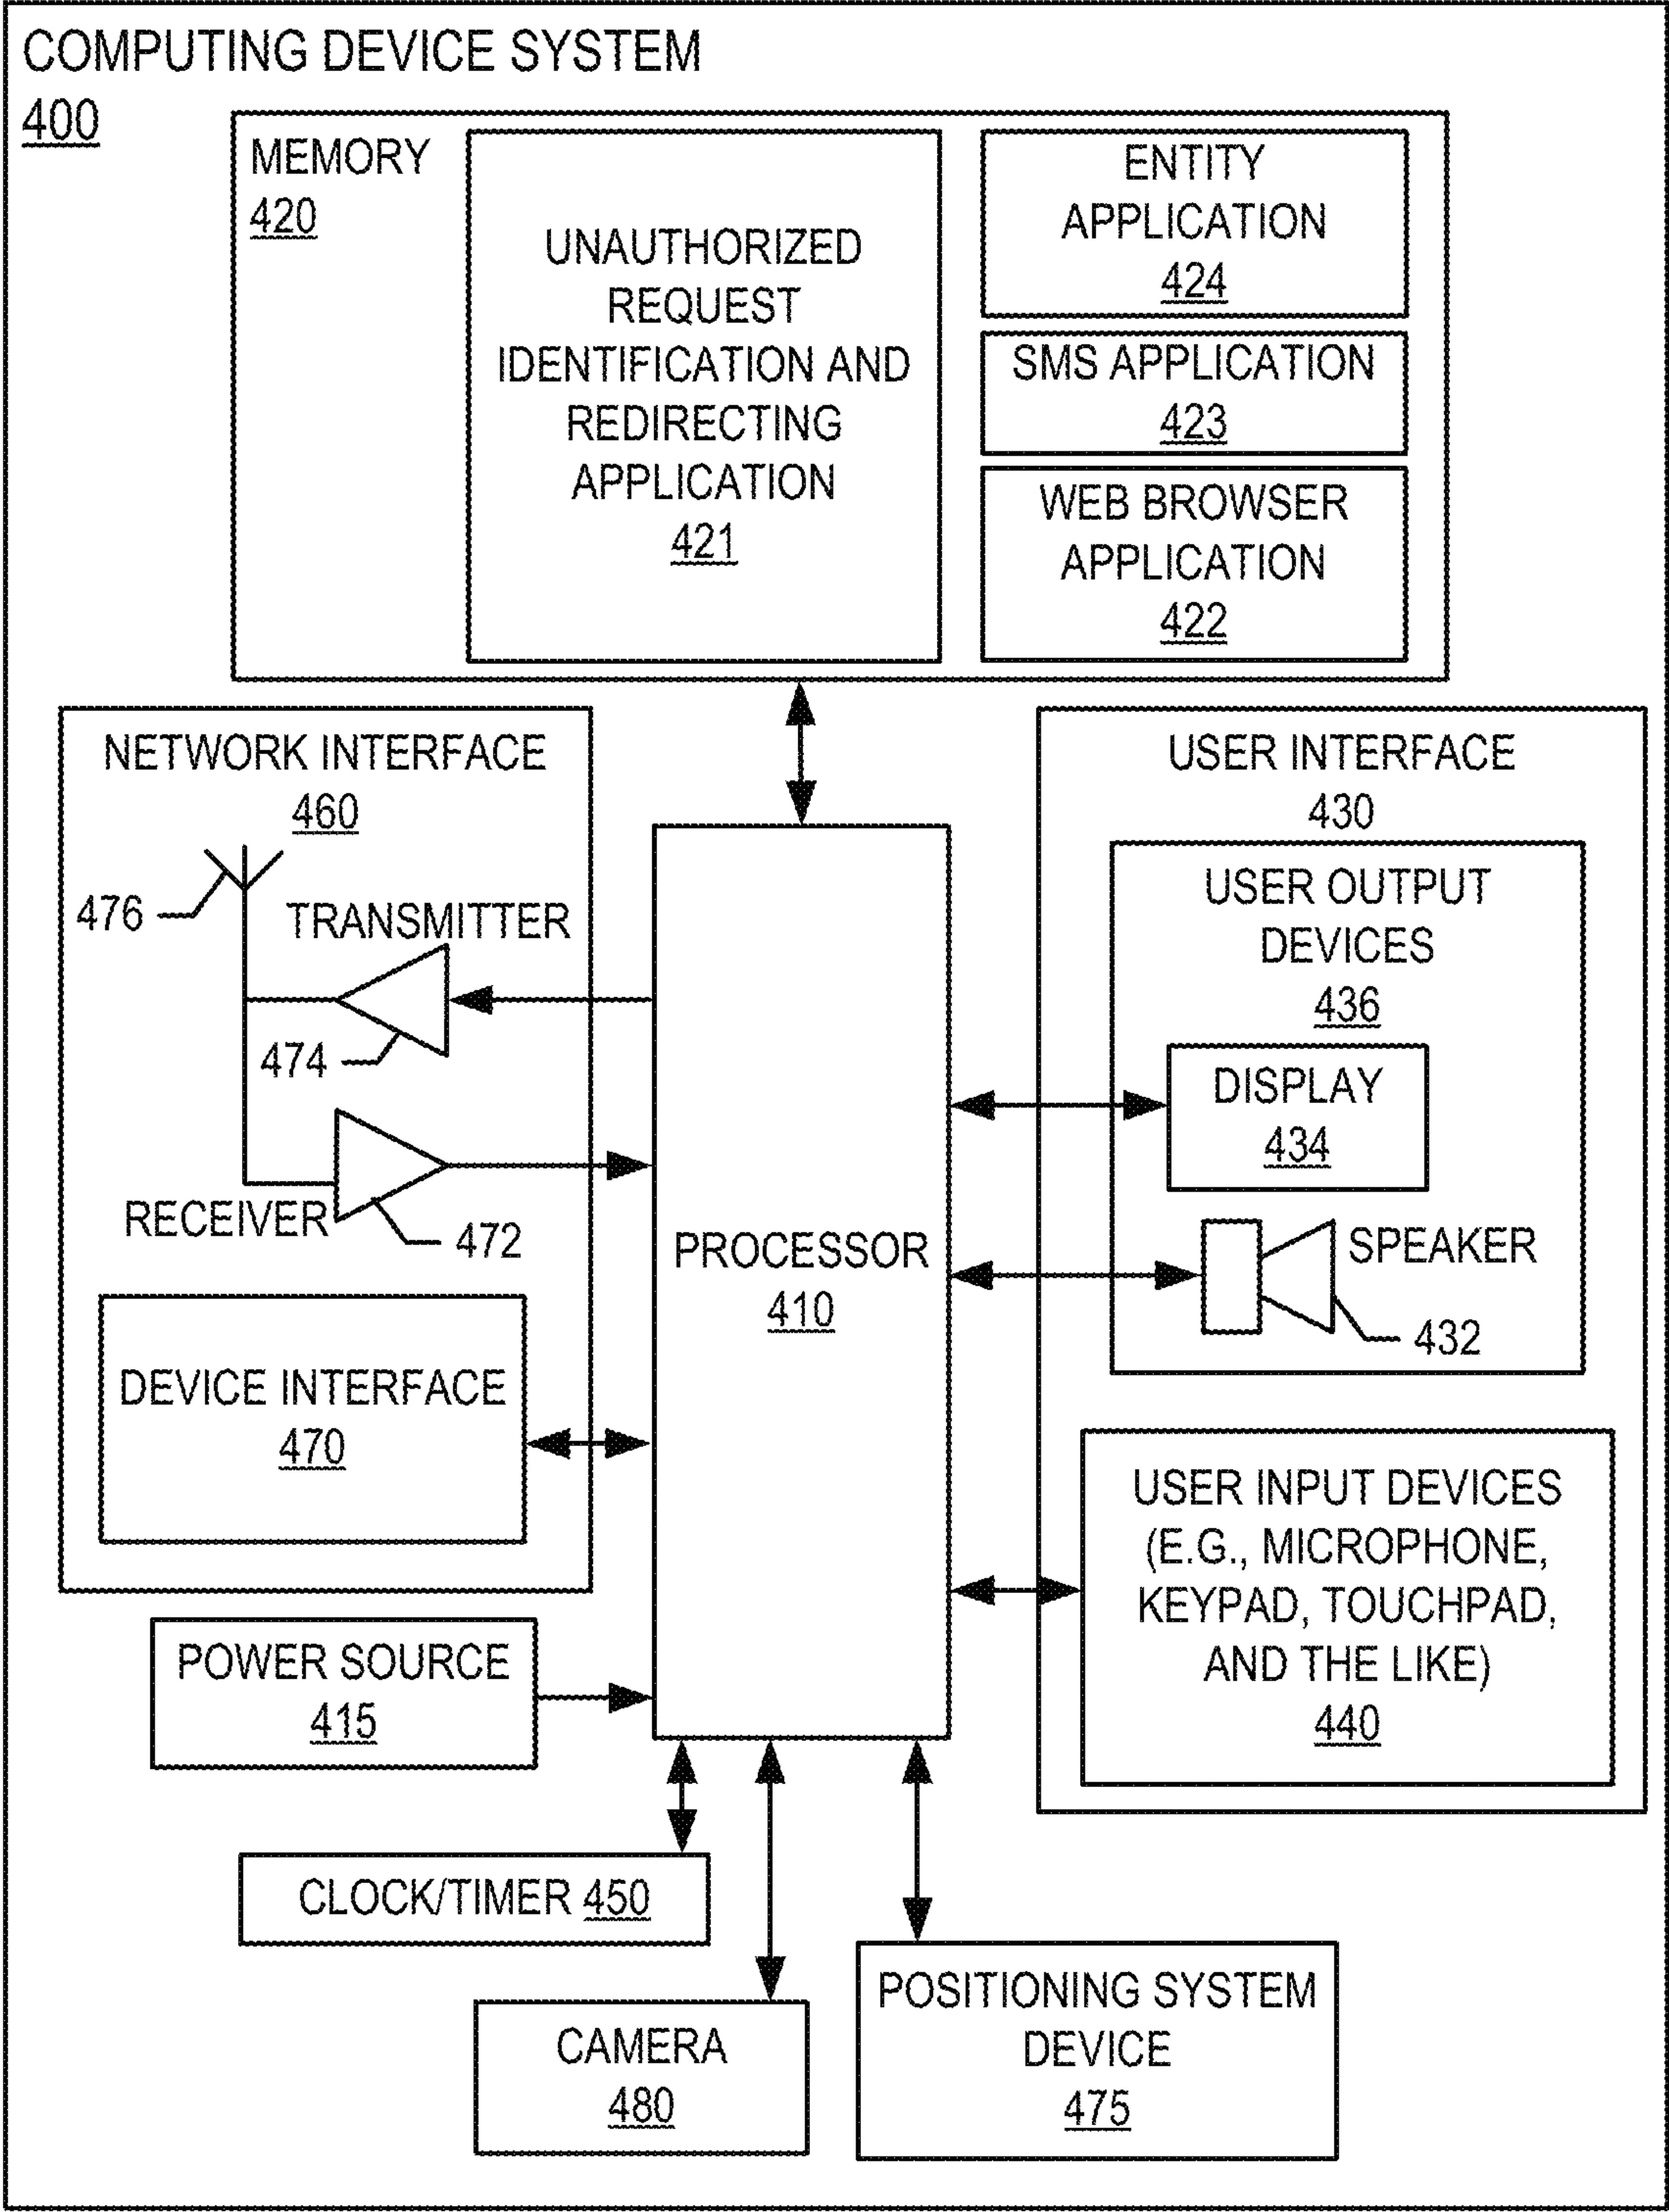 COMPUTING DEVICE SYSTEM
400
MEMORY
420
UNAUTHORIZED
REQUEST
IDENTIFICATION AND
REDIRECTING
APPLICATION
421
ENTITY
APPLICATION
424
SMS APPLICATION
423
WEB BROWSER
APPLICATION
422
NETWORK INTERFACE
460
476
TRANSMITTER
474
RECEIVER
472
DEVICE INTERFACE
470
PROCESSOR
410
USER INTERFACE
430
USER OUTPUT
DEVICES
436
DISPLAY
434
SPEAKER
432
USER INPUT DEVICES
(E.G., MICROPHONE,
KEYPAD, TOUCHPAD,
AND THE LIKE)
440
POWER SOURCE
415
CLOCK/TIMER 450
CAMERA
480
POSITIONING SYSTEM
DEVICE
475